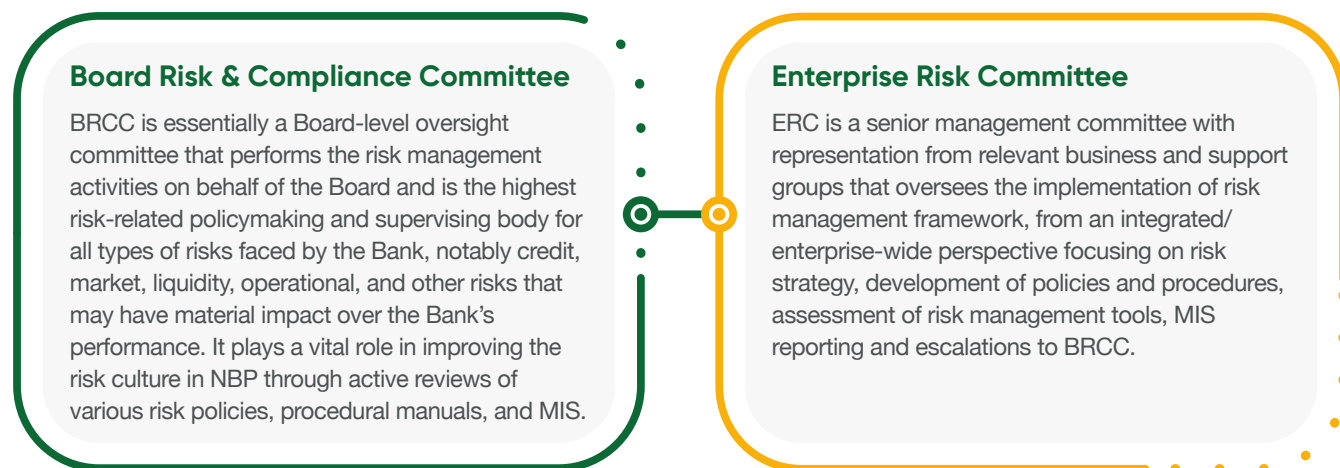 Board Risk & Compliance Committee
BRCC is essentially a Board-level oversight
committee that performs the risk management
activities on behalf of the Board and is the highest
risk-related policymaking and supervising body for
all types of risks faced by the Bank, notably credit,
market, liquidity, operational, and other risks that
may have material impact over the Bank’s
performance. It plays a vital role in improving the
risk culture in NBP through active reviews of
various risk policies, procedural manuals, and MIS.
Enterprise Risk Committee
ERC is a senior management committee with
representation from relevant business and support
groups that oversees the implementation of risk
management framework, from an integrated/
enterprise-wide perspective focusing on risk
strategy, development of policies and procedures,
assessment of risk management tools, MIS
reporting and escalations to BRCC.